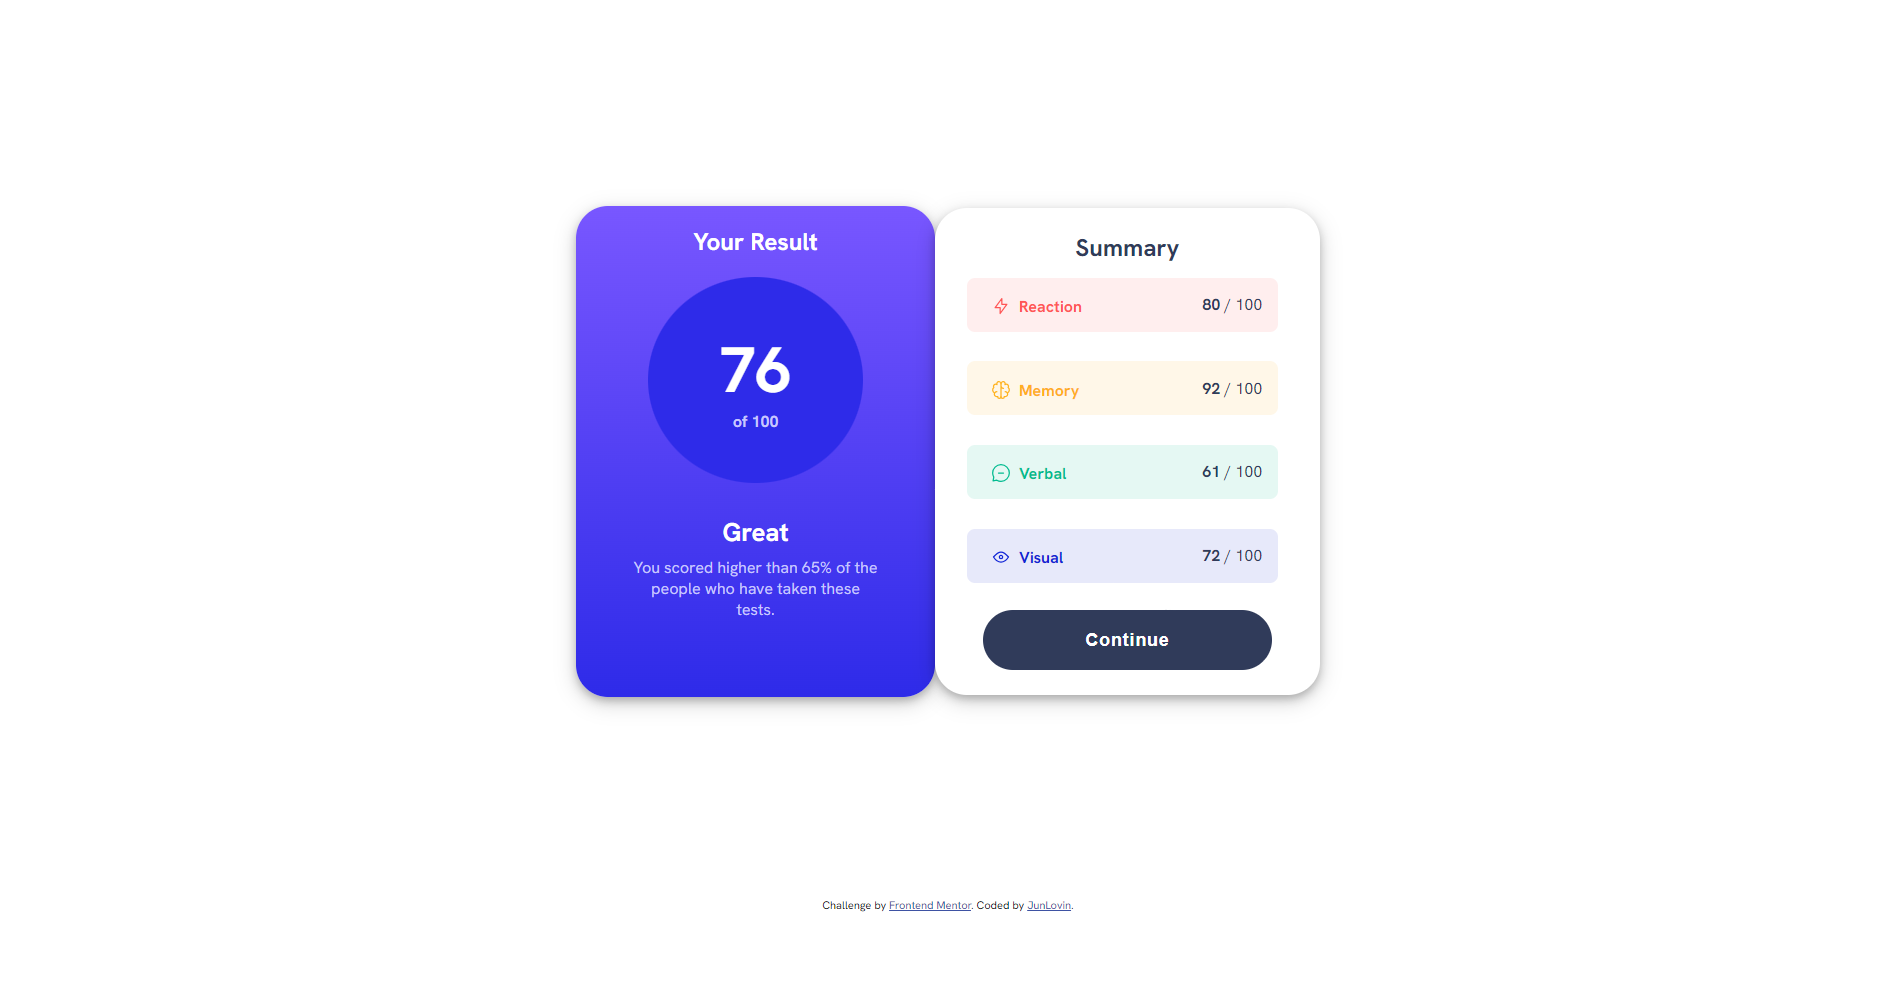 Your Result
76
of 100
Great
You scored higher than 65% of the
people who have taken these
tests.
Summary
Reaction 80 / 100
Memory 92 / 100
Verbal 61 / 100
Visual 72 / 100
Continue
Challenge by Frontend Mentor. Coded by JunLovin.